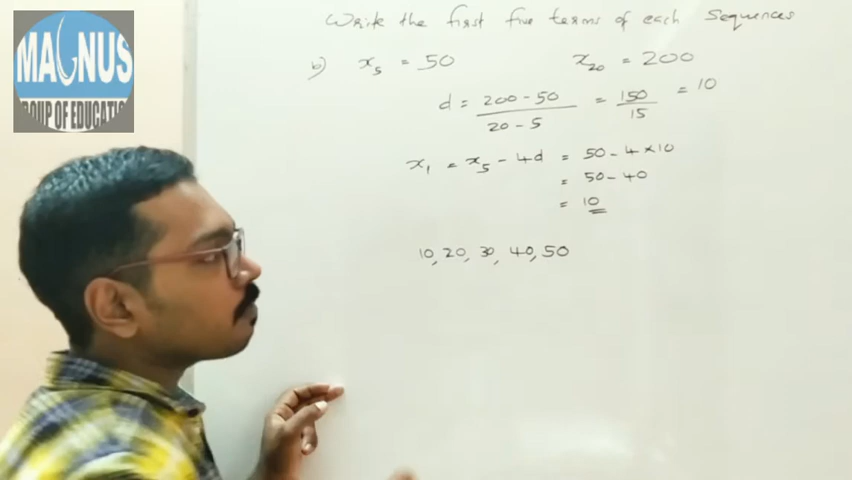 Write the first five terms of each sequences
MAGNUS
GROUP OF EDUCATION
b) x₅ = 50 x₂₀ = 200
d = 200 - 50 / 20 - 5 = 150 / 15 = 10
x₁ = x₅ - 4d = 50 - 4 × 10
= 50 - 40
= 10
10, 20, 30, 40, 50